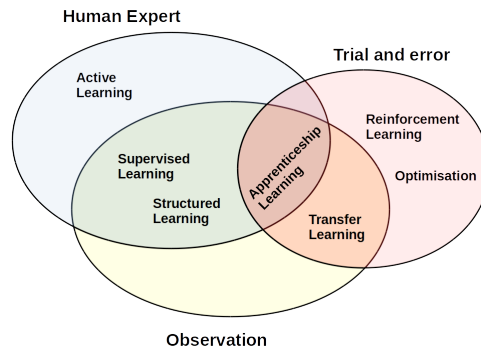 Human Expert
Trial and error
Active
Learning
Reinforcement
Learning
Supervised
Learning
Apprenticeship
Learning
Optimisation
Structured
Learning
Transfer
Learning
Observation